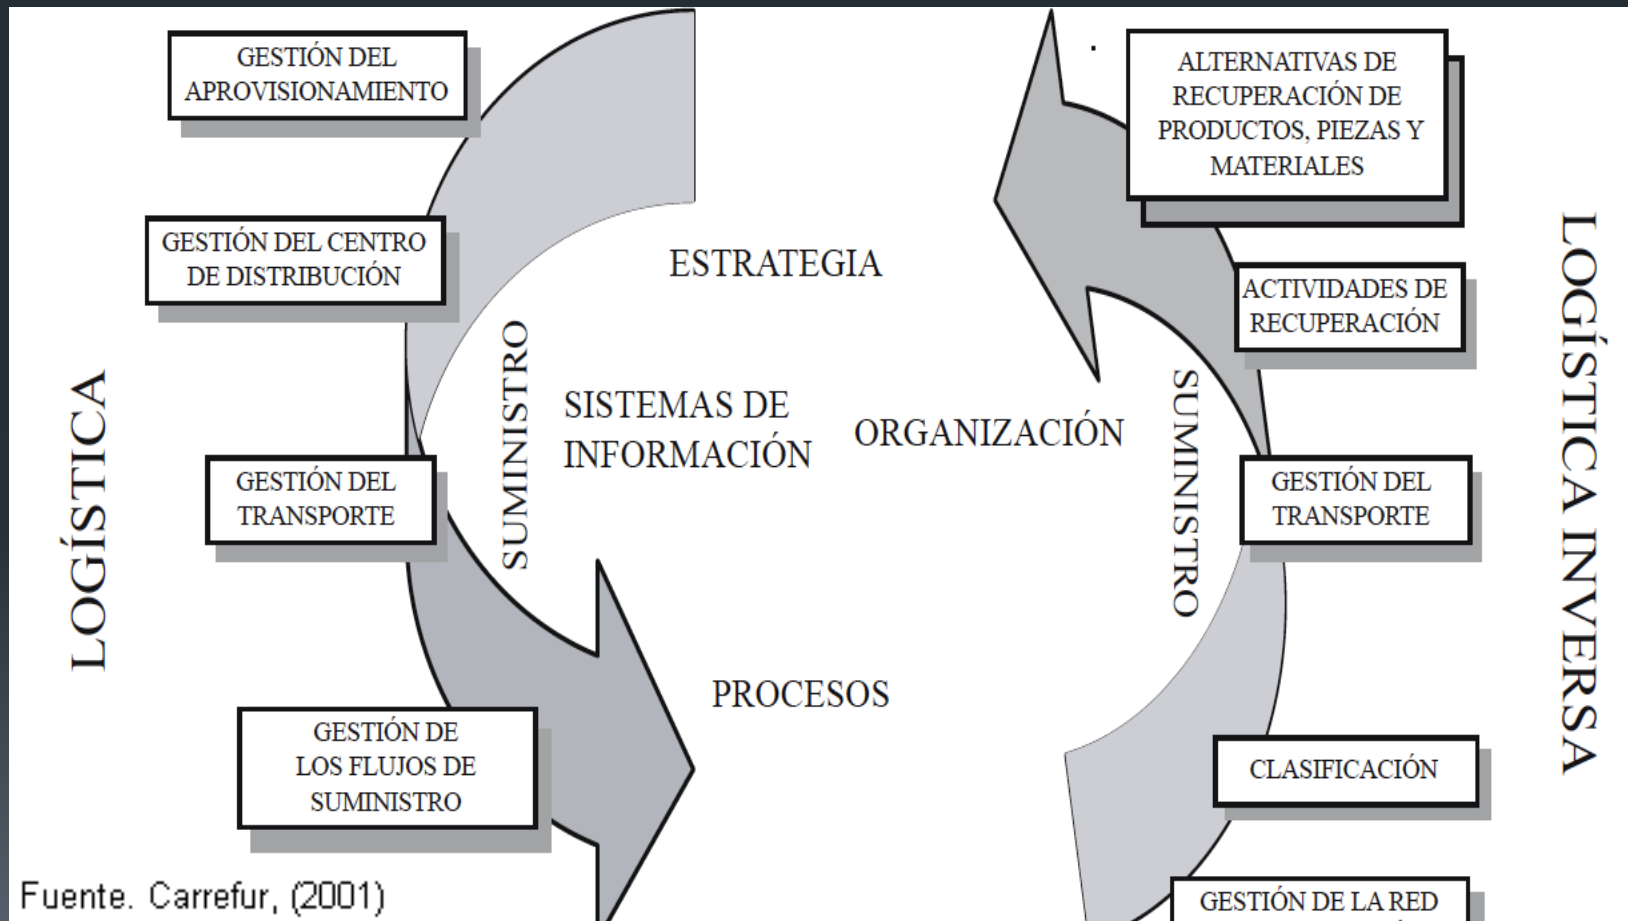 GESTIÓN DEL
APROVISIONAMIENTO
GESTIÓN DEL CENTRO
DE DISTRIBUCIÓN
LOGÍSTICA
GESTIÓN DEL
TRANSPORTE
GESTIÓN DE
LOS FLUJOS DE
SUMINISTRO
SUMINISTRO
ESTRATEGIA
SISTEMAS DE
INFORMACIÓN
ORGANIZACIÓN
PROCESOS
SUMINISTRO
ALTERNATIVAS DE
RECUPERACIÓN DE
PRODUCTOS, PIEZAS Y
MATERIALES
ACTIVIDADES DE
RECUPERACIÓN
GESTIÓN DEL
TRANSPORTE
CLASIFICACIÓN
GESTIÓN DE LA RED
LOGÍSTICA INVERSA
Fuente. Carrefur, (2001)